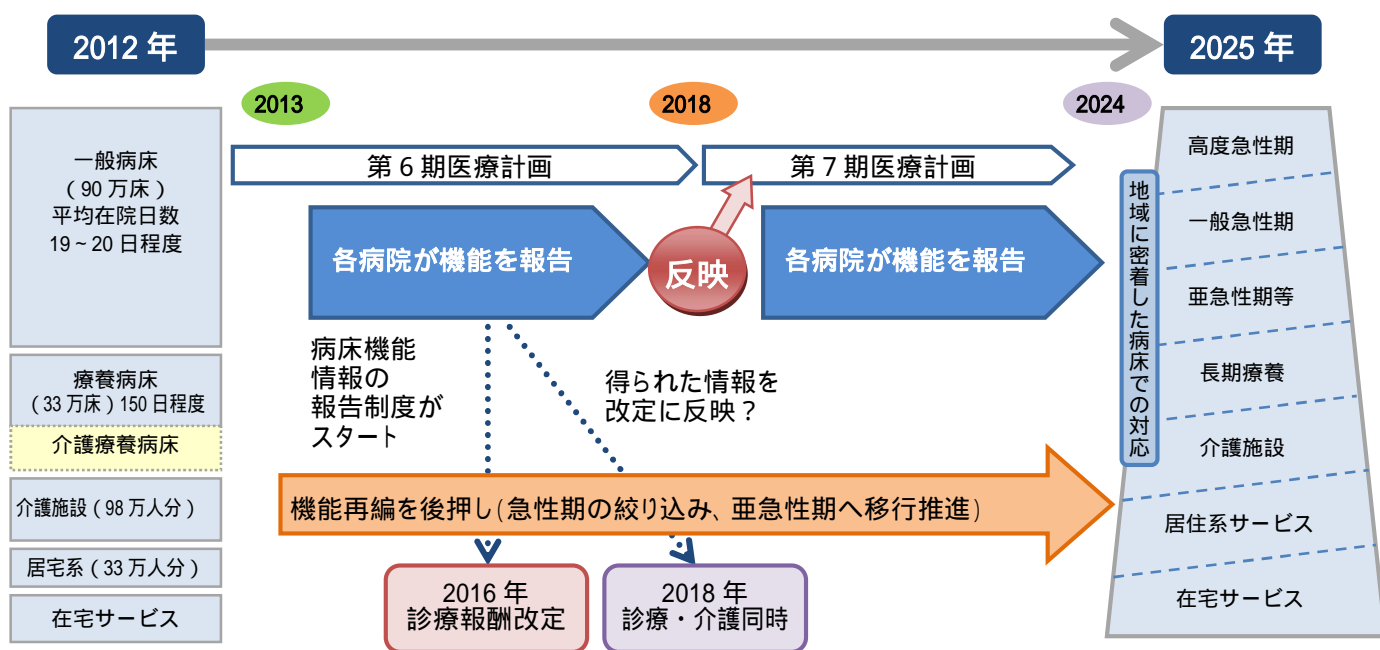 2012 年
2025 年
2013
2018
2024
一般病床
（90 万床）
平均在院日数
19～20 日程度
療養病床
（33 万床）150 日程度
介護療養病床
介護施設（98 万人分）
居宅系（33 万人分）
在宅サービス
第６期医療計画
第７期医療計画
各病院が機能を報告
反映
各病院が機能を報告
病床機能
情報の
報告制度が
スタート
得られた情報を
改定に反映？
機能再編を後押し（急性期の絞り込み、亜急性期へ移行推進）
2016 年
診療報酬改定
2018 年
診療・介護同時
地域に密着した病床での対応
高度急性期
一般急性期
亜急性期等
長期療養
介護施設
居住系サービス
在宅サービス